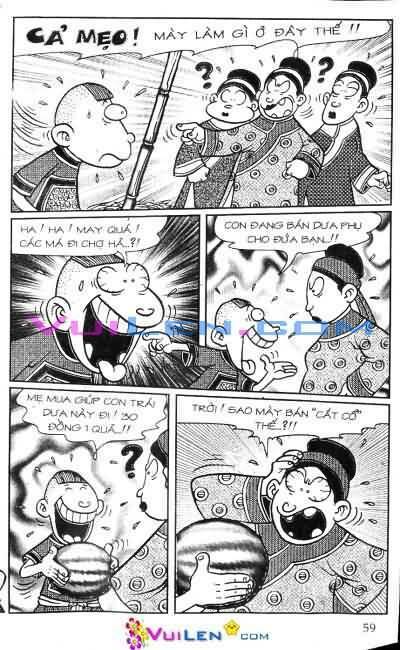 CẢ MẸO! MÀY LÀM GÌ Ở ĐÂY THẾ!!
?
?
HA! HA! MAY QUÁ!
CÁC MÁ ĐI CHỢ HẢ...?!
CON ĐANG BÁN DƯA PHỤ
CHO ĐỨA BẠN...!!
VUILEN.COM
MẸ MUA GIÚP CON TRÁI
DƯA NÀY ĐI! 30
ĐỒNG 1 QUẢ...!!
?
TRỜI! SAO MÀY BÁN "CẮT CỔ"
THẾ...?!!
59
VUILEN.COM